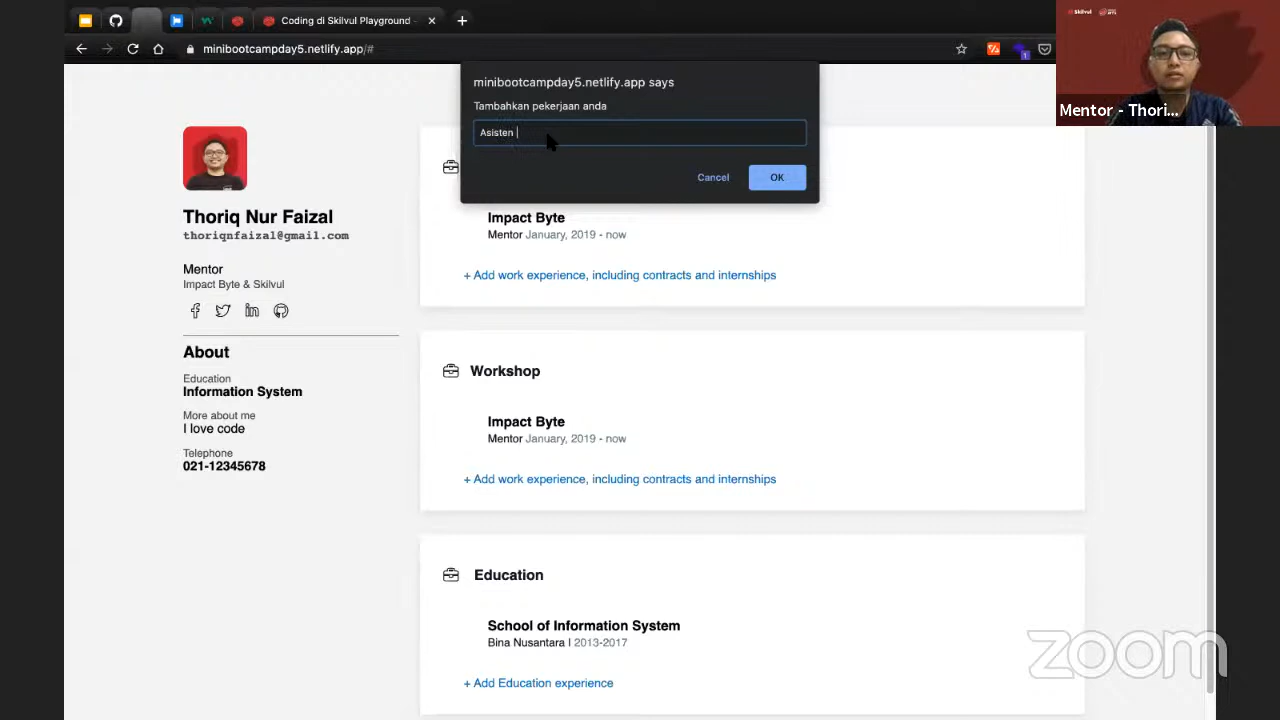 Coding di Skilvul Playground
minibootcampday5.netlify.app/#
Skilvul
Mentor - Thori...
minibootcampday5.netlify.app says
Tambahkan pekerjaan anda
Asisten
Cancel
OK
Thoriq Nur Faizal
thoriqnfaizal@gmail.com
Mentor
Impact Byte & Skilvul
About
Education
Information System
More about me
I love code
Telephone
021-12345678
Impact Byte
Mentor January, 2019 - now
+ Add work experience, including contracts and internships
Workshop
Impact Byte
Mentor January, 2019 - now
+ Add work experience, including contracts and internships
Education
School of Information System
Bina Nusantara | 2013-2017
+ Add Education experience
zoom